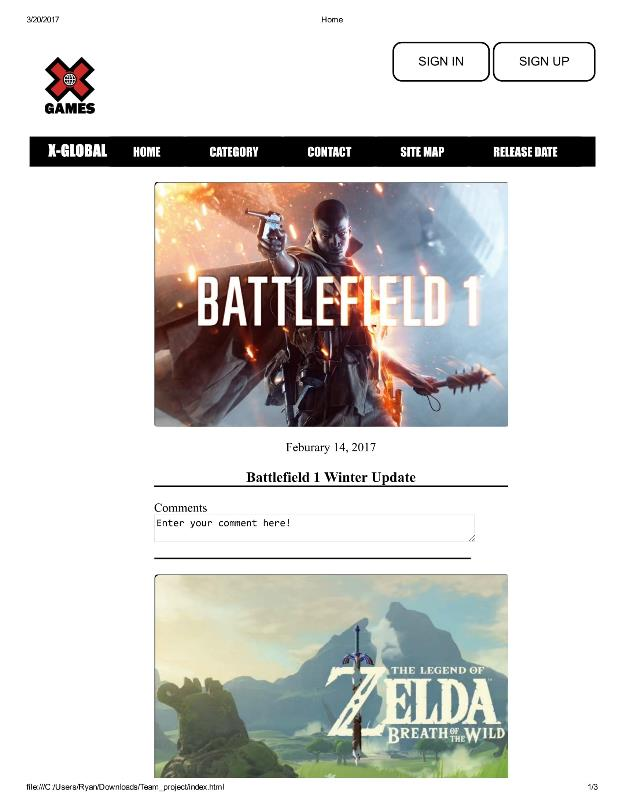 3/20/2017
Home
SIGN IN
SIGN UP
X
GAMES
X-GLOBAL HOME CATEGORY CONTACT SITE MAP RELEASE DATE
BATTLEFIELD 1
Feburary 14, 2017
Battlefield 1 Winter Update
Comments
Enter your comment here!
THE LEGEND OF
ZELDA
BREATH OF THE WILD
file:///C:/Users/Ryan/Downloads/Team_project/index.html
1/3